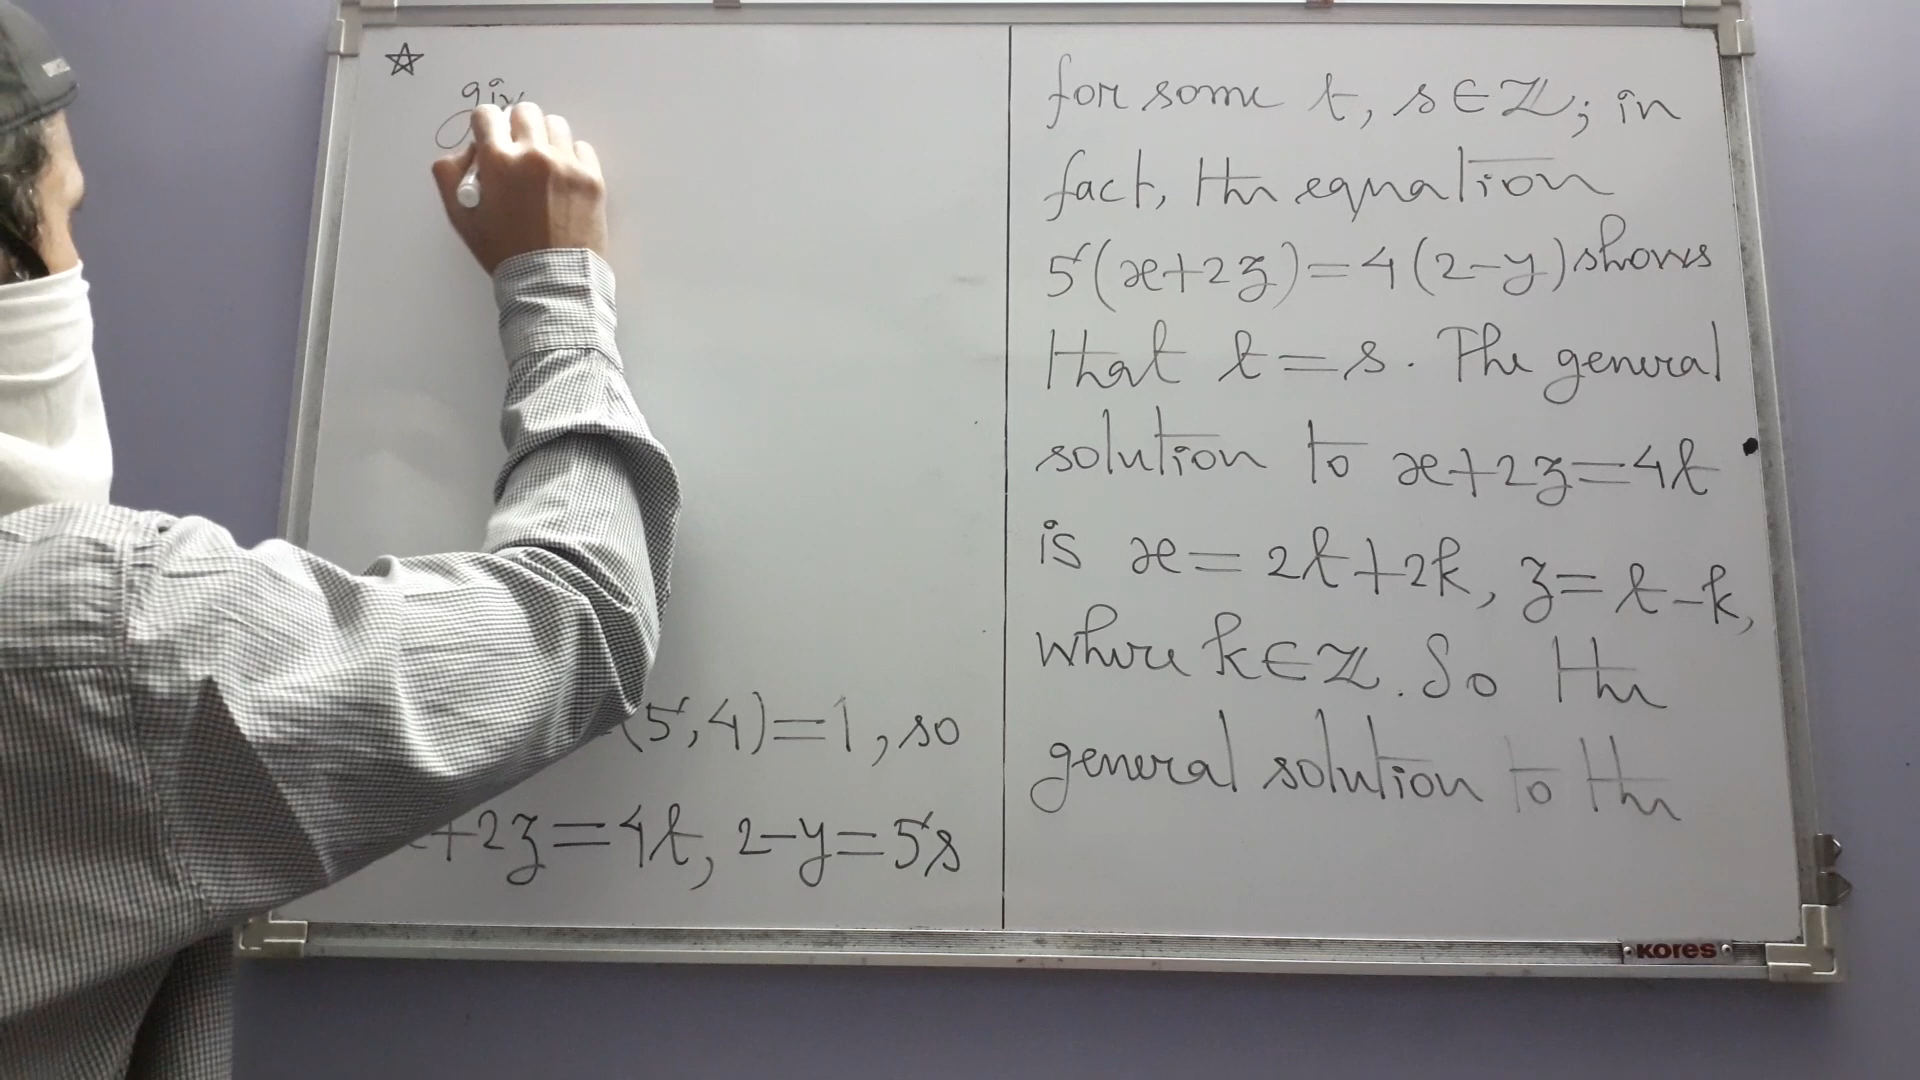 giv
(5,4)=1, so
+2z=4t, 2-y=5s
for some t, s∈ℤ; in
fact, the equation
5(x+2z)=4(2-y) shows
that t=s. The general
solution to x+2z=4t
is x=2t+2k, z=t-k,
where k∈ℤ. So the
general solution to the
KORES